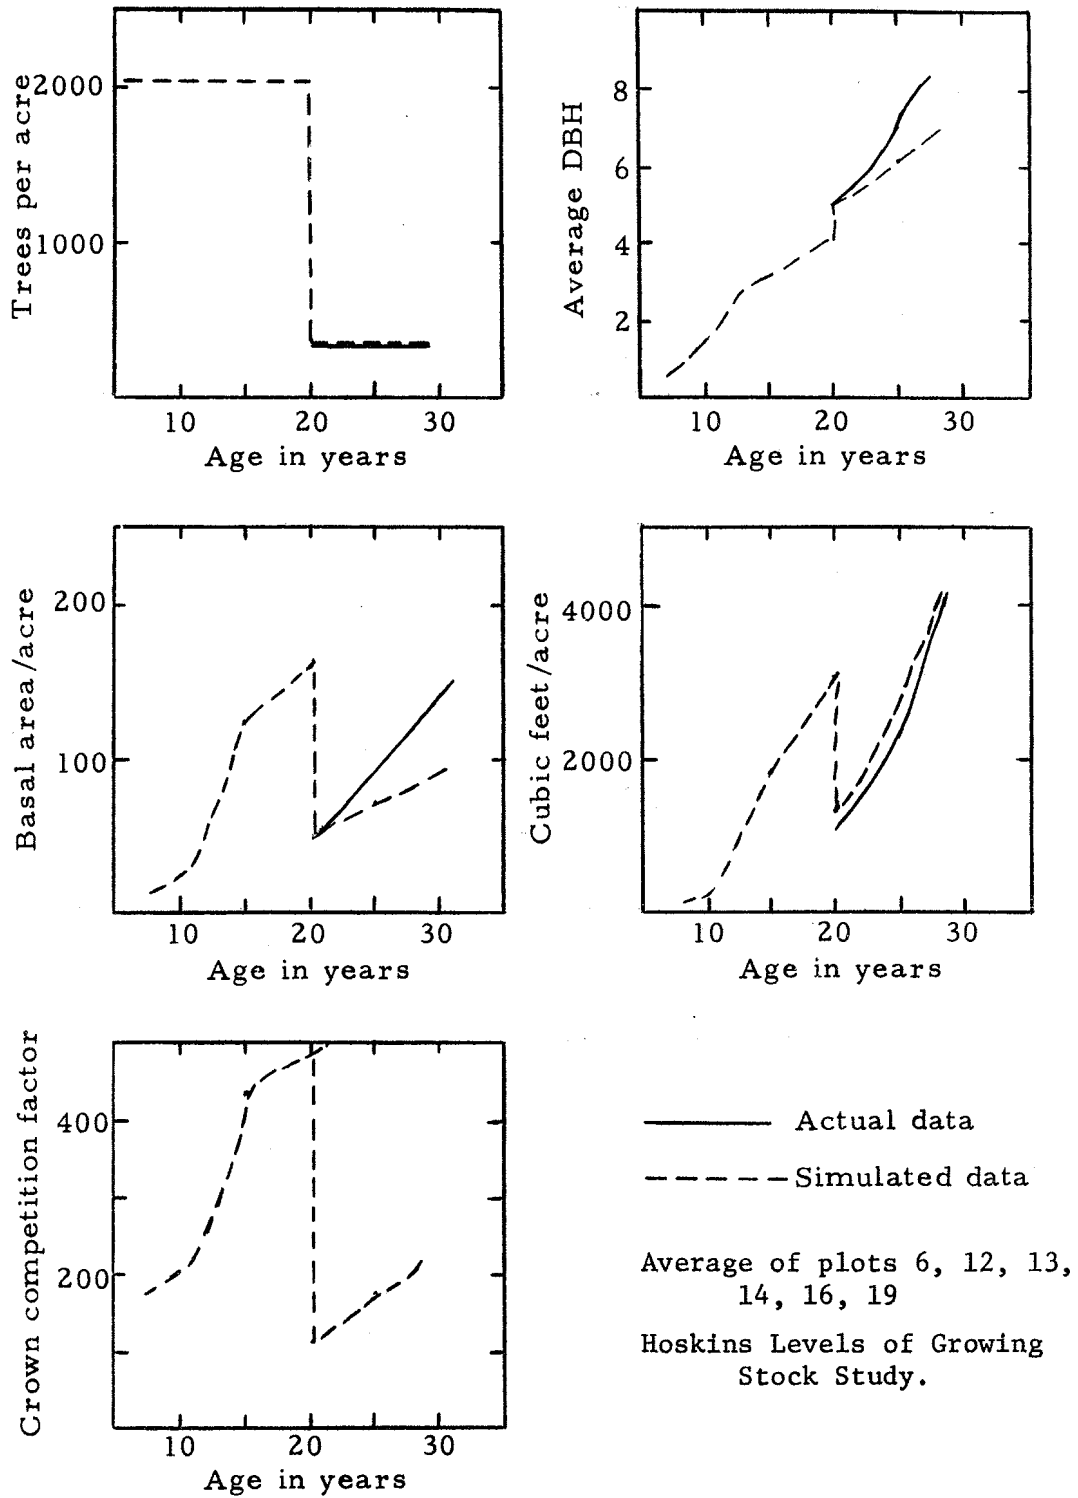 Trees per acre
2000
1000
10 20 30
Age in years
Average DBH
8
6
4
2
10 20 30
Age in years
Basal area/acre
200
100
10 20 30
Age in years
Cubic feet/acre
4000
2000
10 20 30
Age in years
Crown competition factor
400
200
10 20 30
Age in years
Actual data
Simulated data
Average of plots 6, 12, 13,
14, 16, 19
Hoskins Levels of Growing
Stock Study.